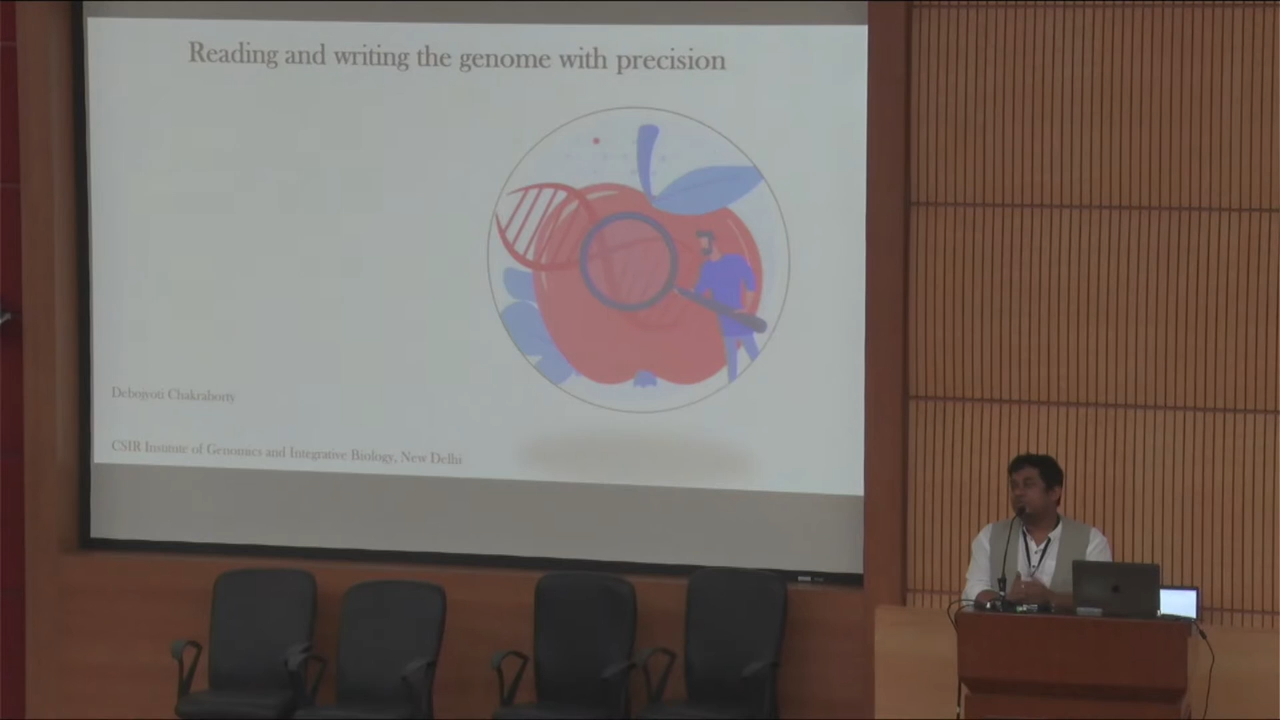 Reading and writing the genome with precision
Debojyoti Chakraborty
CSIR Institute of Genomics and Integrative Biology, New Delhi